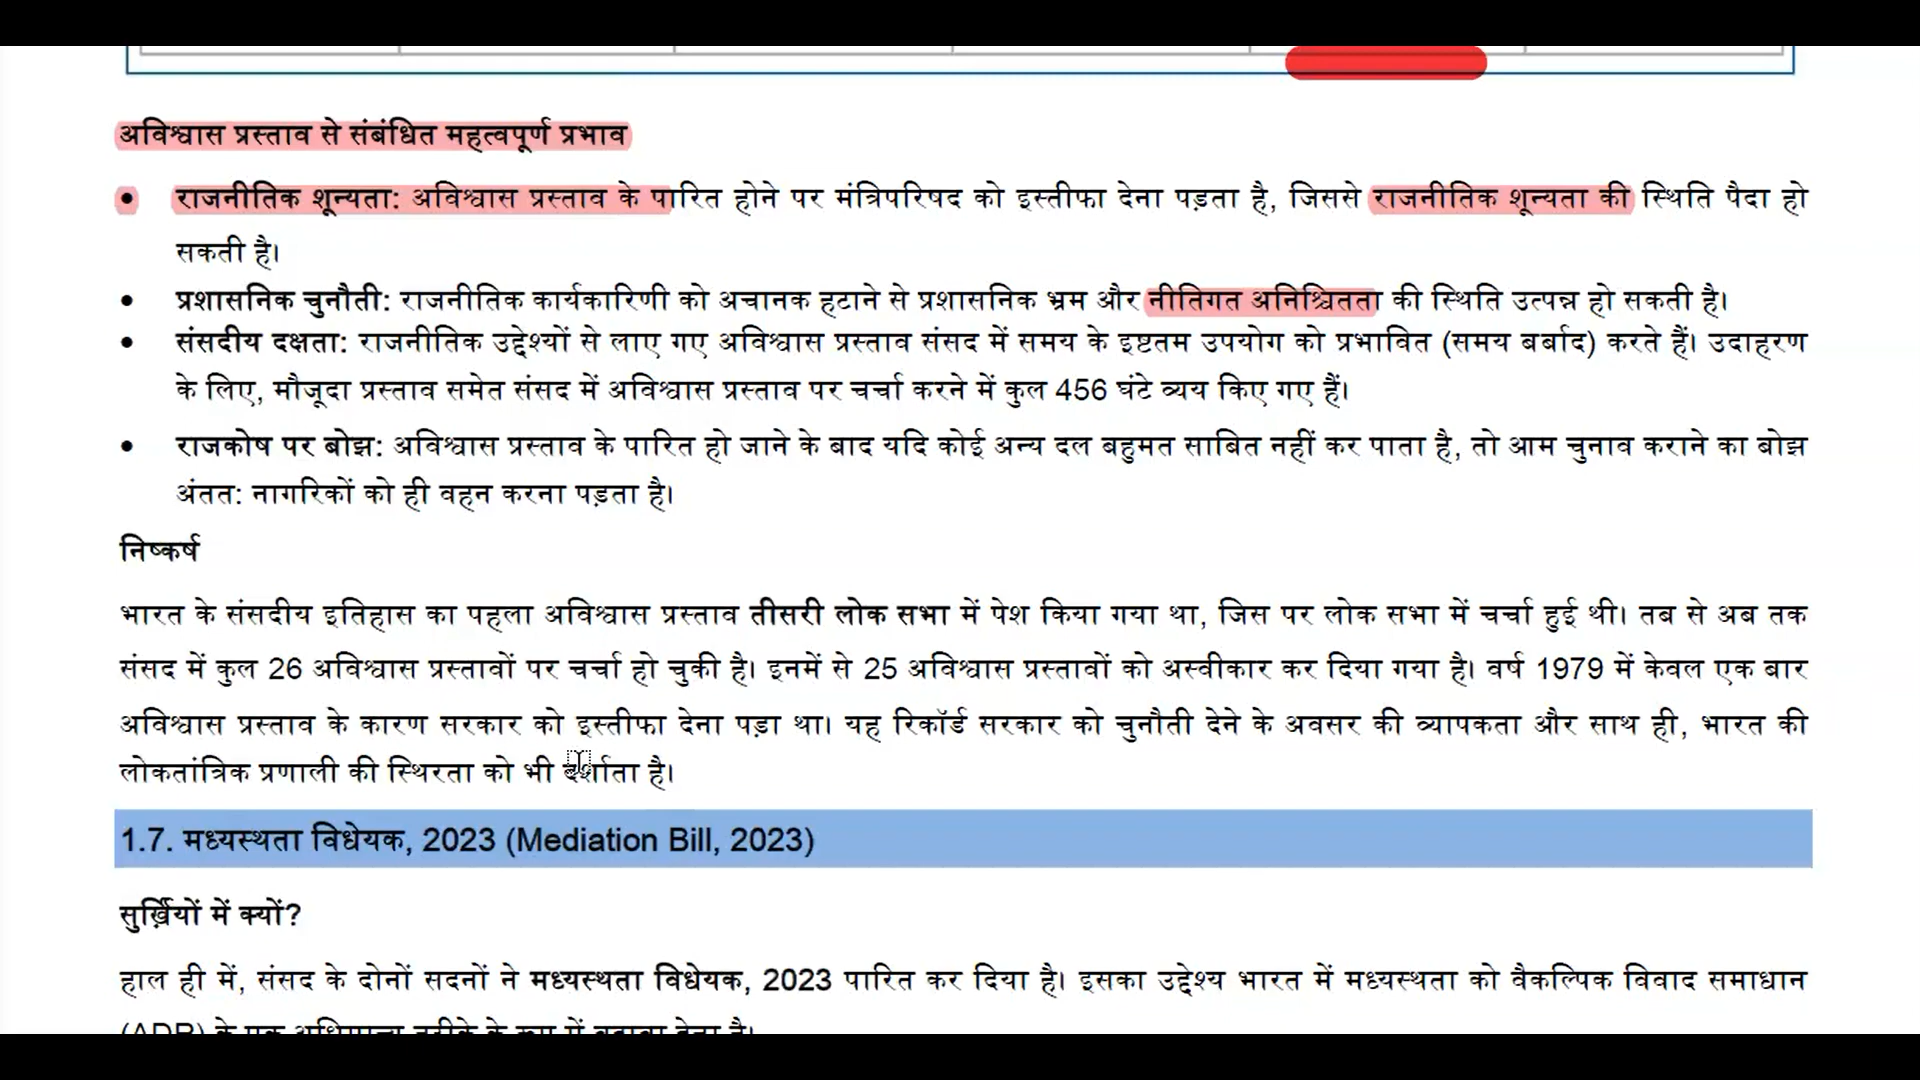 अविश्वास प्रस्ताव से संबंधित महत्वपूर्ण प्रभाव
• राजनीतिक शून्यता: अविश्वास प्रस्ताव के पारित होने पर मंत्रिपरिषद को इस्तीफा देना पड़ता है, जिससे राजनीतिक शून्यता की स्थिति पैदा हो
सकती है।
• प्रशासनिक चुनौती: राजनीतिक कार्यकारिणी को अचानक हटाने से प्रशासनिक भ्रम और नीतिगत अनिश्चितता की स्थिति उत्पन्न हो सकती है।
• संसदीय दक्षता: राजनीतिक उद्देश्यों से लाए गए अविश्वास प्रस्ताव संसद में समय के इष्टतम उपयोग को प्रभावित (समय बर्बाद) करते हैं। उदाहरण
के लिए, मौजूदा प्रस्ताव समेत संसद में अविश्वास प्रस्ताव पर चर्चा करने में कुल 456 घंटे व्यय किए गए हैं।
• राजकोष पर बोझ: अविश्वास प्रस्ताव के पारित हो जाने के बाद यदि कोई अन्य दल बहुमत साबित नहीं कर पाता है, तो आम चुनाव कराने का बोझ
अंतत: नागरिकों को ही वहन करना पड़ता है।
निष्कर्ष
भारत के संसदीय इतिहास का पहला अविश्वास प्रस्ताव तीसरी लोक सभा में पेश किया गया था, जिस पर लोक सभा में चर्चा हुई थी। तब से अब तक
संसद में कुल 26 अविश्वास प्रस्तावों पर चर्चा हो चुकी है। इनमें से 25 अविश्वास प्रस्तावों को अस्वीकार कर दिया गया है। वर्ष 1979 में केवल एक बार
अविश्वास प्रस्ताव के कारण सरकार को इस्तीफा देना पड़ा था। यह रिकॉर्ड सरकार को चुनौती देने के अवसर की व्यापकता और साथ ही, भारत की
लोकतांत्रिक प्रणाली की स्थिरता को भी दर्शाता है।
1.7. मध्यस्थता विधेयक, 2023 (Mediation Bill, 2023)
सुर्ख़ियों में क्यों?
हाल ही में, संसद के दोनों सदनों ने मध्यस्थता विधेयक, 2023 पारित कर दिया है। इसका उद्देश्य भारत में मध्यस्थता को वैकल्पिक विवाद समाधान
(ADR) के एक